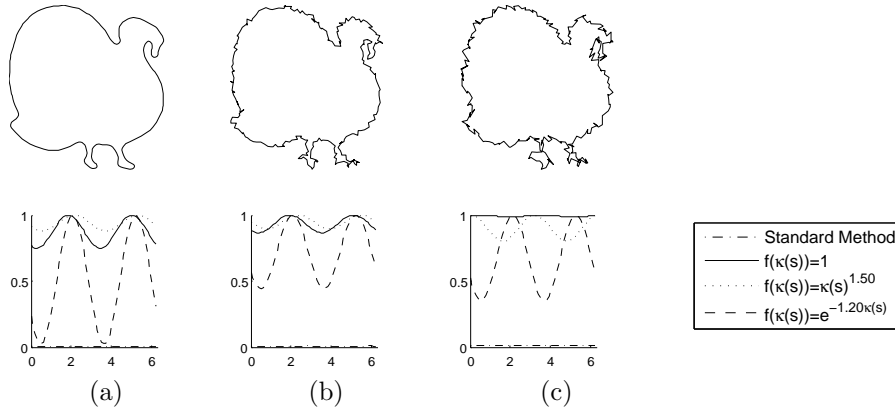 1
0.5
0
0 2 4 6
1
0.5
0
0 2 4 6
1
0.5
0
0 2 4 6
Standard Method
f(κ(s))=1
f(κ(s))=κ(s)^1.50
f(κ(s))=e^−1.20κ(s)
(a)
(b)
(c)